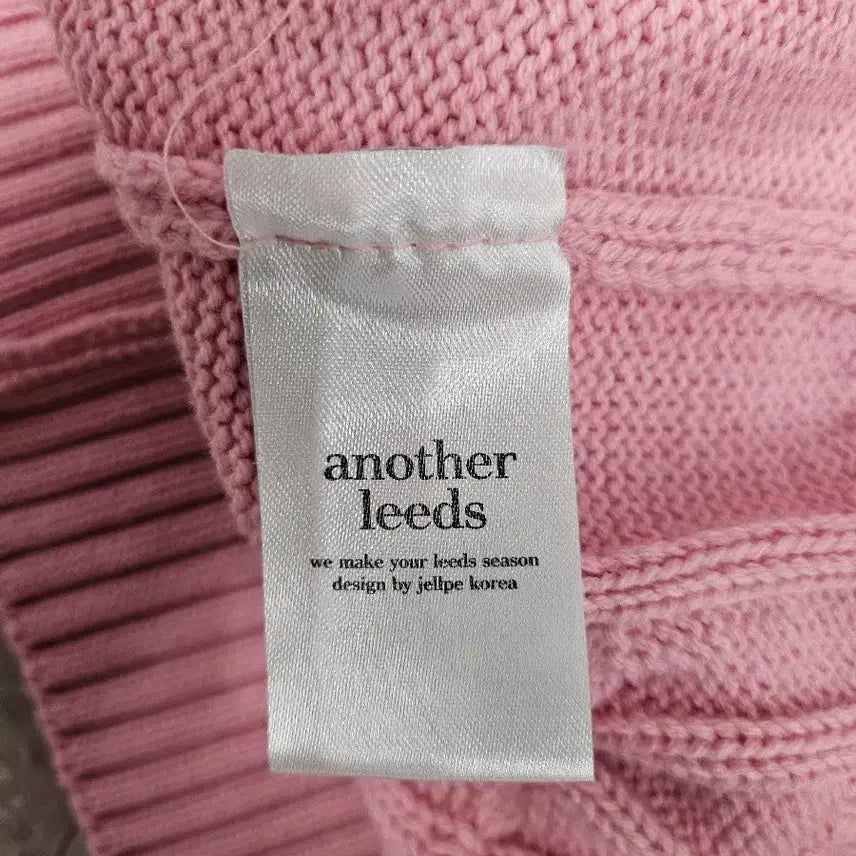 another
leeds
we make your leeds season
design by jellpe korea